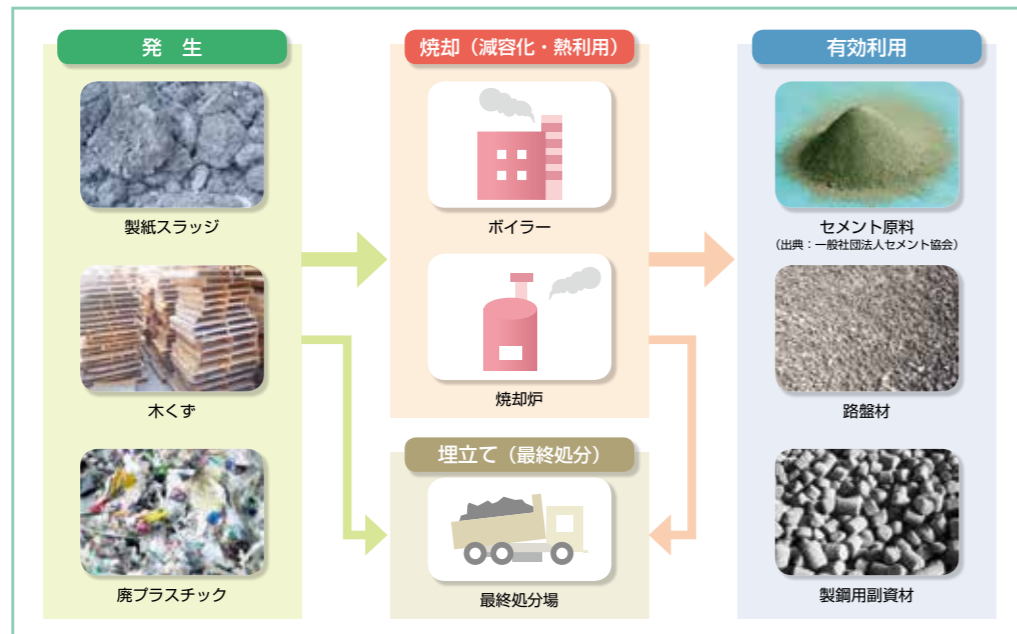 発 生
製紙スラッジ
木くず
廃プラスチック
焼却（減容化・熱利用）
ボイラー
焼却炉
埋立て（最終処分）
最終処分場
有効利用
セメント原料
（出典：一般社団法人セメント協会）
路盤材
製鋼用副資材